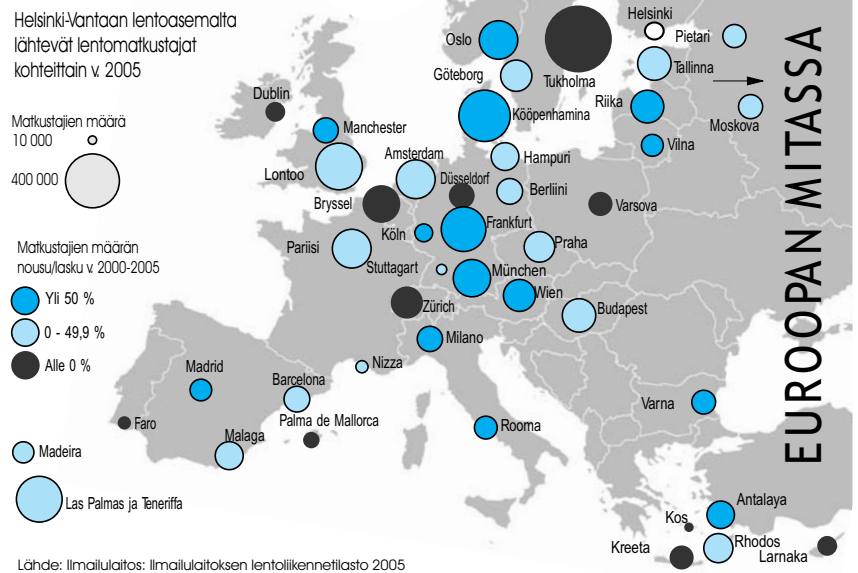 Helsinki-Vantaan lentoasemalta
lähtevät lentomatkustajat
kohteittain v. 2005
Matkustajien määrä
10 000
400 000
Matkustajien määrän
nousu/lasku v. 2000-2005
Yli 50 %
0 - 49,9 %
Alle 0 %
Madeira
Las Palmas ja Teneriffa
Helsinki
Oslo
Pietari
Göteborg
Tukholma
Tallinna
Dublin
Kööpenhamina
Riika
Moskova
Manchester
Vilna
Lontoo
Amsterdam
Hampuri
Düsseldorf
Berliini
Bryssel
Varsova
Köln
Frankfurt
Pariisi
Praha
Stuttagart
München
Wien
Zürich
Budapest
Milano
Nizza
Madrid
Barcelona
Varna
Faro
Palma de Mallorca
Rooma
Malaga
Antalaya
Kos
Kreeta
Rhodos
Larnaka
EUROOPAN MITASSA
Lähde: Ilmailulaitos: Ilmailulaitoksen lentoliikennetilasto 2005